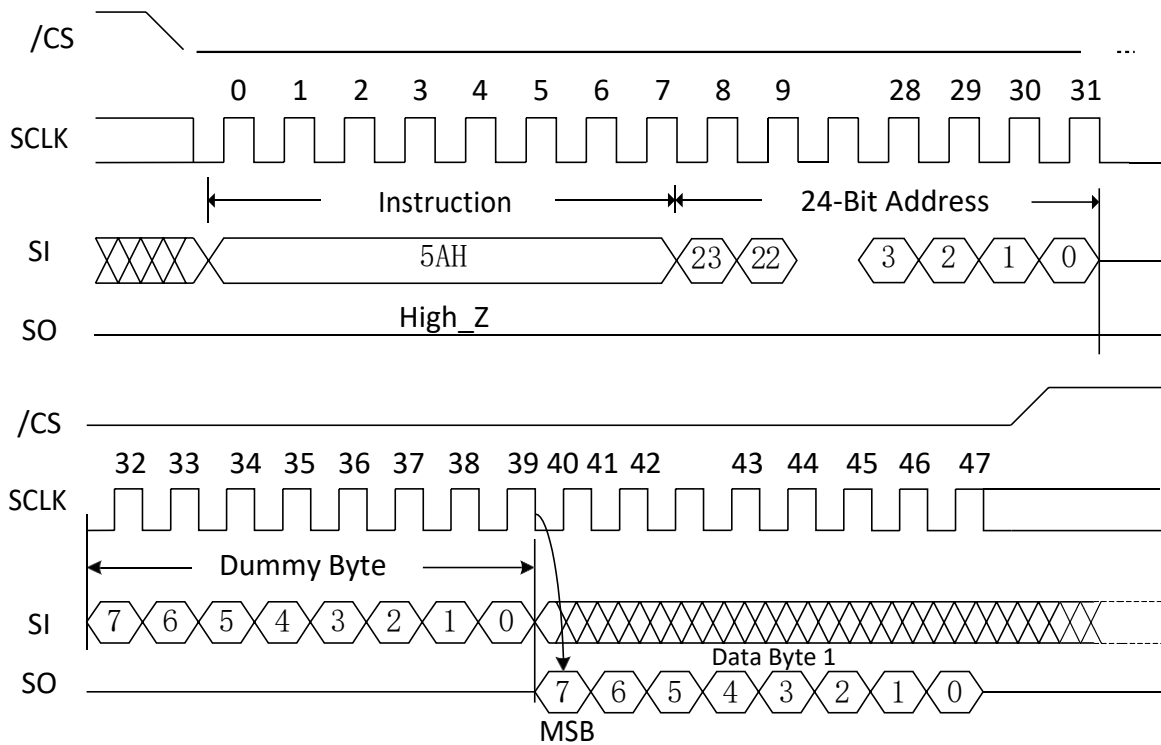 /CS
...
0 1 2 3 4 5 6 7 8 9 28 29 30 31
SCLK
Instruction 24-Bit Address
SI 5AH 23 22 3 2 1 0
High_Z
SO
/CS
32 33 34 35 36 37 38 39 40 41 42 43 44 45 46 47
SCLK
Dummy Byte
SI 7 6 5 4 3 2 1 0
Data Byte 1
SO 7 6 5 4 3 2 1 0
MSB